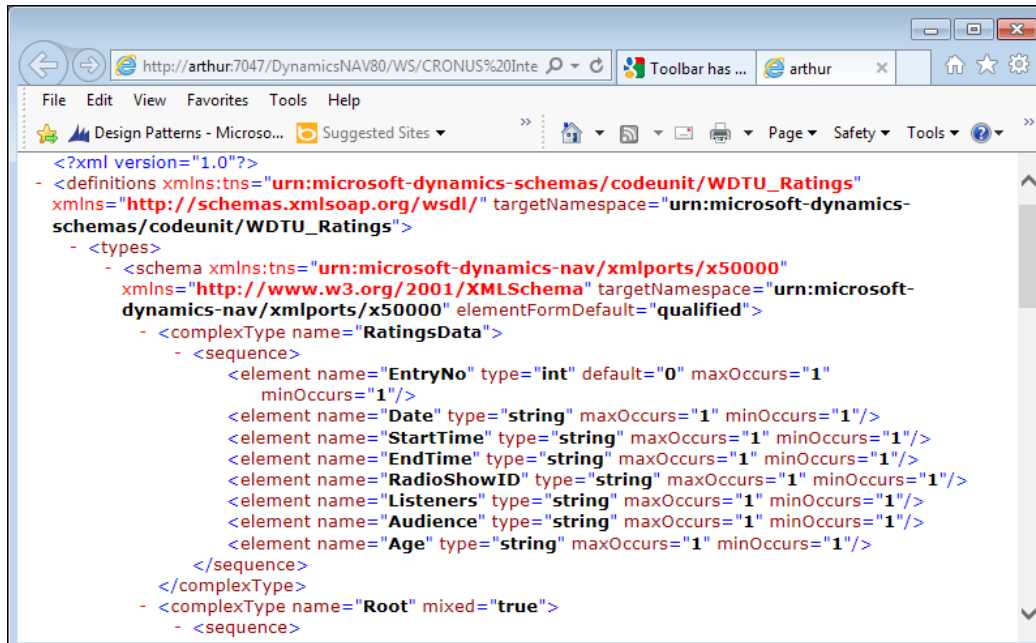 http://arthur:7047/DynamicsNAV80/WS/CRONUS%20Inte
Toolbar has ...
arthur
File Edit View Favorites Tools Help
Design Patterns - Microso...
Suggested Sites
Page
Safety
Tools
<?xml version="1.0"?>
- <definitions xmlns:tns="urn:microsoft-dynamics-schemas/codeunit/WDTU_Ratings"
xmlns="http://schemas.xmlsoap.org/wsdl/" targetNamespace="urn:microsoft-dynamics-
schemas/codeunit/WDTU_Ratings">
- <types>
- <schema xmlns:tns="urn:microsoft-dynamics-nav/xmlports/x50000"
xmlns="http://www.w3.org/2001/XMLSchema" targetNamespace="urn:microsoft-
dynamics-nav/xmlports/x50000" elementFormDefault="qualified">
- <complexType name="RatingsData">
- <sequence>
<element name="EntryNo" type="int" default="0" maxOccurs="1"
minOccurs="1"/>
<element name="Date" type="string" maxOccurs="1" minOccurs="1"/>
<element name="StartTime" type="string" maxOccurs="1" minOccurs="1"/>
<element name="EndTime" type="string" maxOccurs="1" minOccurs="1"/>
<element name="RadioShowID" type="string" maxOccurs="1" minOccurs="1"/>
<element name="Listeners" type="string" maxOccurs="1" minOccurs="1"/>
<element name="Audience" type="string" maxOccurs="1" minOccurs="1"/>
<element name="Age" type="string" maxOccurs="1" minOccurs="1"/>
</sequence>
</complexType>
- <complexType name="Root" mixed="true">
- <sequence>